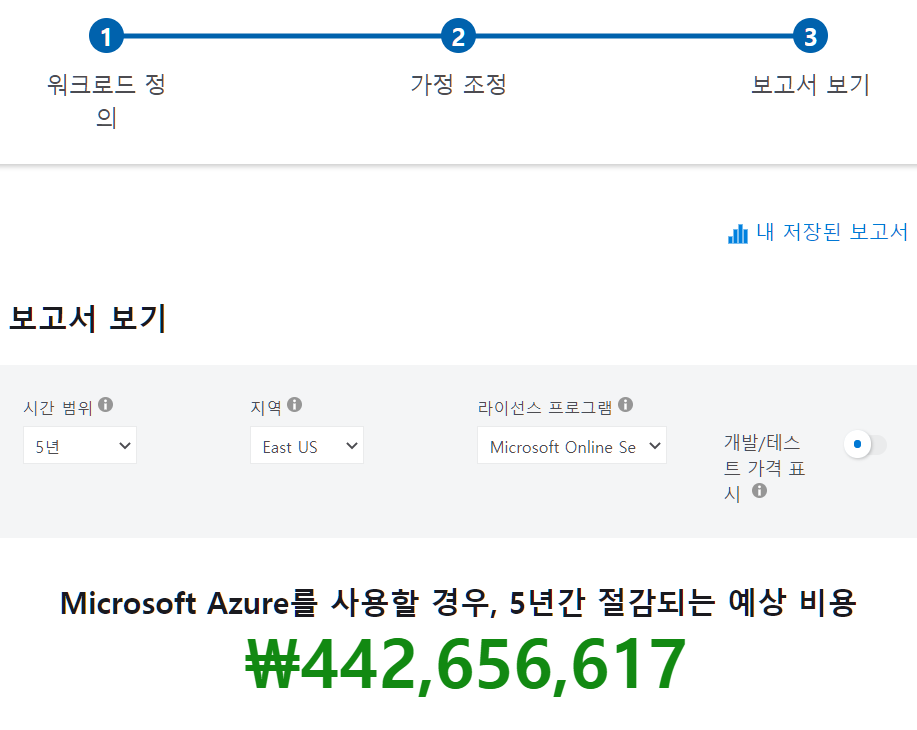 1
2
3
워크로드 정
의
가정 조정
보고서 보기
내 저장된 보고서
보고서 보기
시간 범위
지역
라이선스 프로그램
5년
East US
Microsoft Online Se
개발/테스
트 가격 표
시
Microsoft Azure를 사용할 경우, 5년간 절감되는 예상 비용
₩442,656,617